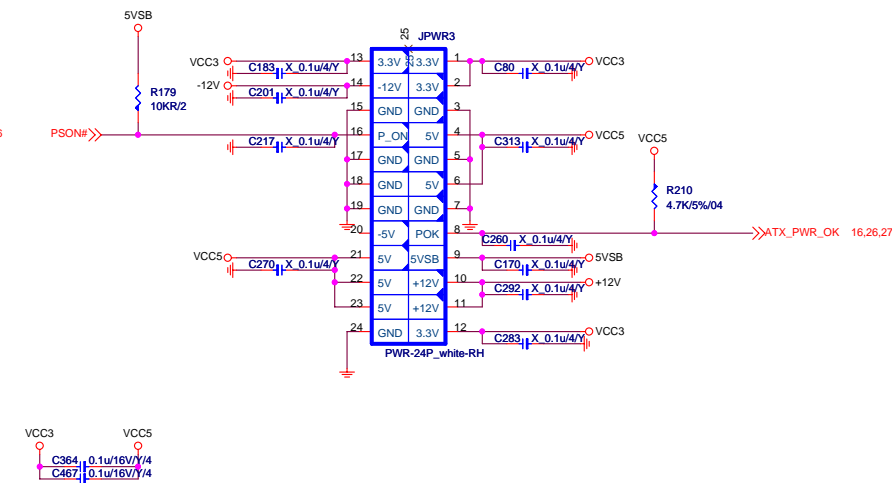 5VSB
25
JPWR3
25
VCC3
13
3.3V
3.3V
1
VCC3
C183
X_0.1u/4/Y
C80
X_0.1u/4/Y
-12V
14
-12V
3.3V
2
R179
10KR/2
C201
X_0.1u/4/Y
15
GND
GND
3
6
PSON#
16
P_ON
5V
4
VCC5
VCC5
C217
X_0.1u/4/Y
C313
X_0.1u/4/Y
17
GND
GND
5
18
GND
5V
6
R210
4.7K/5%/04
19
GND
GND
7
20
-5V
POK
8
ATX_PWR_OK 16,26,27
C260
X_0.1u/4/Y
VCC5
21
5V
5VSB
9
5VSB
C270
X_0.1u/4/Y
C170
X_0.1u/4/Y
22
5V
+12V
10
+12V
C292
X_0.1u/4/Y
23
5V
+12V
11
24
GND
3.3V
12
VCC3
C283
X_0.1u/4/Y
PWR-24P_white-RH
VCC3
VCC5
C364
0.1u/16V/Y/4
C467
0.1u/16V/Y/4